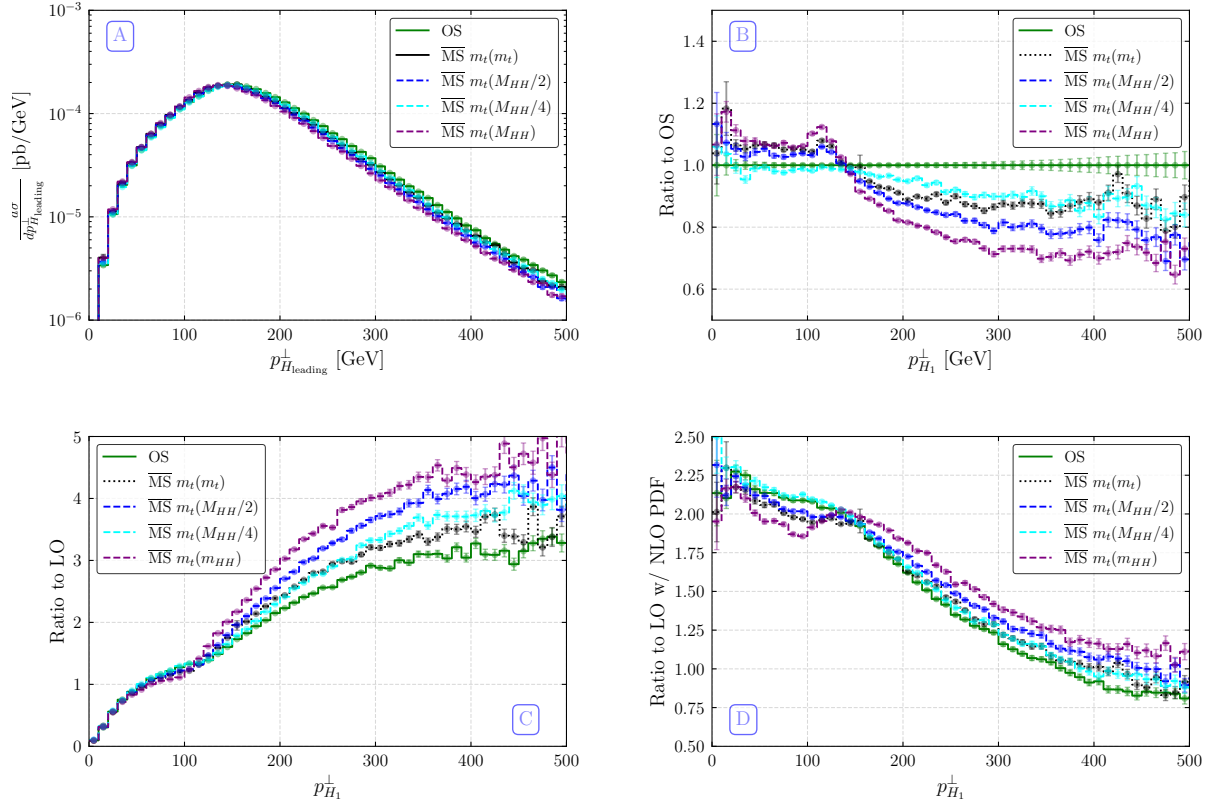 A
OS
MS m_t(m_t)
MS m_t(M_HH/2)
MS m_t(M_HH/4)
MS m_t(M_HH)
10⁻³
10⁻⁴
10⁻⁵
10⁻⁶
[pb/GeV]
0 100 200 300 400 500
p⊥_H_leading [GeV]
B
OS
MS m_t(m_t)
MS m_t(M_HH/2)
MS m_t(M_HH/4)
MS m_t(M_HH)
1.4
1.2
1.0
0.8
0.6
Ratio to OS
0 100 200 300 400 500
p⊥_H₁ [GeV]
OS
MS m_t(m_t)
MS m_t(M_HH/2)
MS m_t(M_HH/4)
MS m_t(m_HH)
5
4
3
2
1
0
Ratio to LO
C
0 100 200 300 400 500
p⊥_H₁
OS
MS m_t(m_t)
MS m_t(M_HH/2)
MS m_t(M_HH/4)
MS m_t(m_HH)
2.50
2.25
2.00
1.75
1.50
1.25
1.00
0.75
0.50
Ratio to LO w/ NLO PDF
D
0 100 200 300 400 500
p⊥_H₁